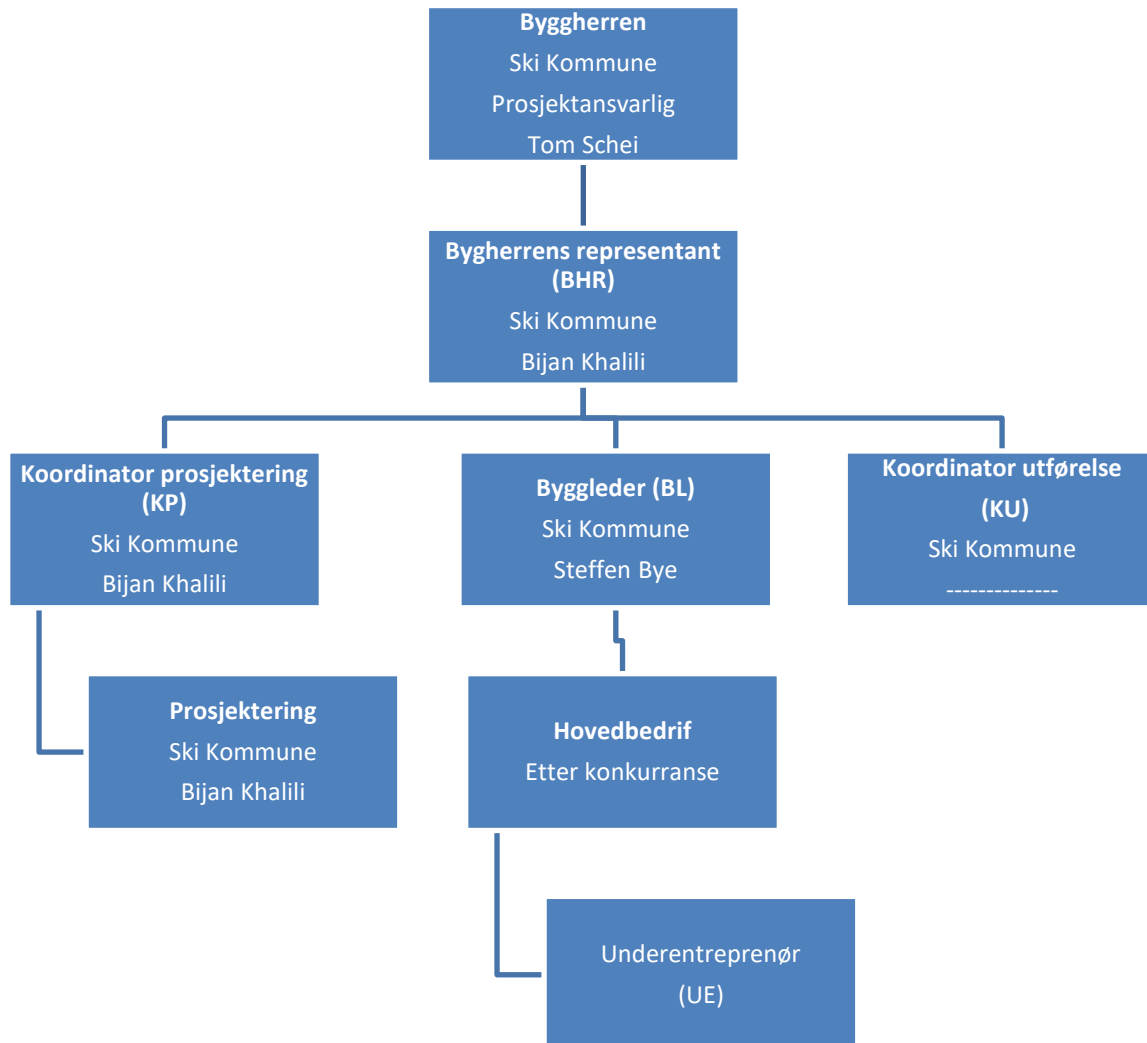 Byggherren
Ski Kommune
Prosjektansvarlig
Tom Schei
Bygherrens representant
(BHR)
Ski Kommune
Bijan Khalili
Koordinator prosjektering
(KP)
Ski Kommune
Bijan Khalili
Byggleder (BL)
Ski Kommune
Steffen Bye
Koordinator utførelse
(KU)
Ski Kommune
--------------
Prosjektering
Ski Kommune
Bijan Khalili
Hovedbedrif
Etter konkurranse
Underentreprenør
(UE)